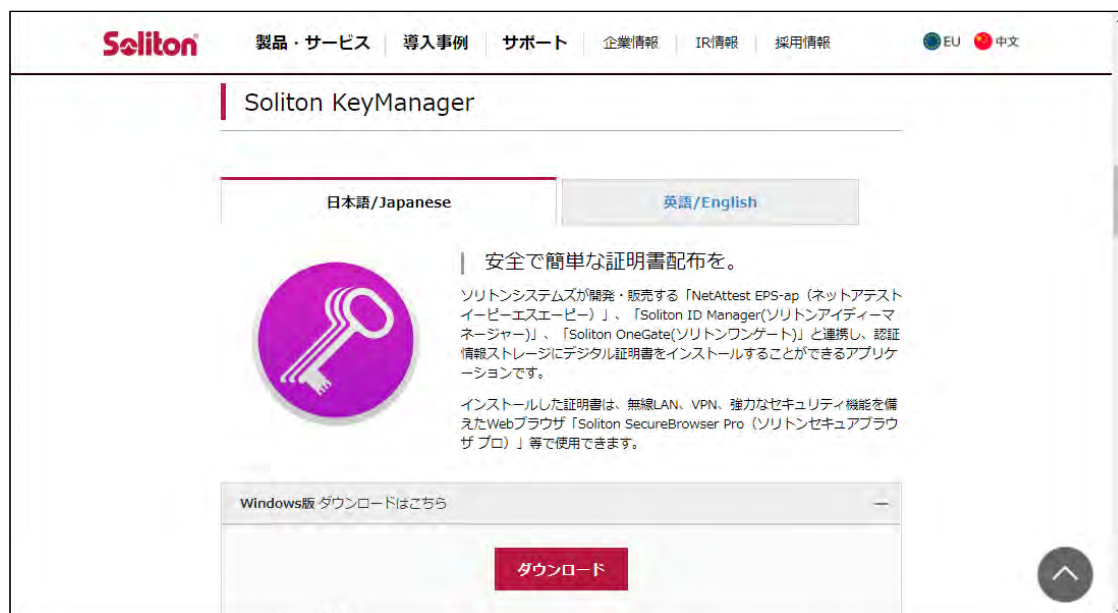 Soliton 製品・サービス 導入事例 サポート 企業情報 IR情報 採用情報 EU 中文
Soliton KeyManager
日本語/Japanese 英語/English
安全で簡単な証明書配布を。
ソリトンシステムズが開発・販売する「NetAttest EPS-ap（ネットアテスト
イーピーエスエーピー）」、「Soliton ID Manager(ソリトンアイディーマ
ネージャー)」、「Soliton OneGate(ソリトンワンゲート)」と連携し、認証
情報ストレージにデジタル証明書をインストールすることができるアプリケ
ーションです。
インストールした証明書は、無線LAN、VPN、強力なセキュリティ機能を備
えたWebブラウザ「Soliton SecureBrowser Pro（ソリトンセキュアブラウ
ザ プロ）」等で使用できます。
Windows版 ダウンロードはこちら
ダウンロード